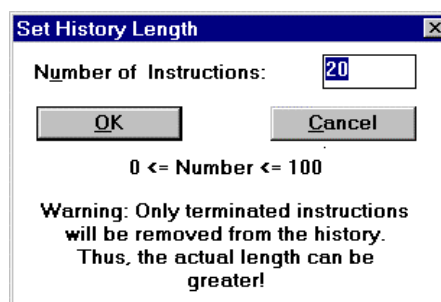 Set History Length
Number of Instructions: 20
OK Cancel
0 <= Number <= 100
Warning: Only terminated instructions
will be removed from the history.
Thus, the actual length can be
greater!